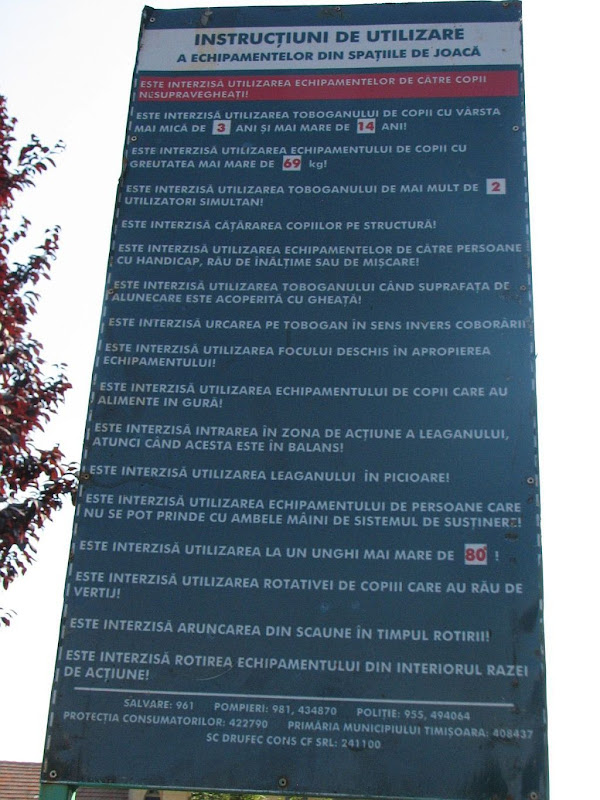 INSTRUCȚIUNI DE UTILIZARE
A ECHIPAMENTELOR DIN SPAȚIILE DE JOACĂ
ESTE INTERZISĂ UTILIZAREA ECHIPAMENTELOR DE CĂTRE COPII
NESUPRAVEGHEAȚI!
ESTE INTERZISĂ UTILIZAREA TOBOGANULUI DE COPII CU VÂRSTA
MAI MICĂ DE 3 ANI ȘI MAI MARE DE 14 ANI!
ESTE INTERZISĂ UTILIZAREA ECHIPAMENTULUI DE COPII CU
GREUTATEA MAI MARE DE 69 kg!
ESTE INTERZISĂ UTILIZAREA TOBOGANULUI DE MAI MULT DE 2
UTILIZATORI SIMULTAN!
ESTE INTERZISĂ CĂȚĂRAREA COPIILOR PE STRUCTURĂ!
ESTE INTERZISĂ UTILIZAREA ECHIPAMENTELOR DE CĂTRE PERSOANE
CU HANDICAP, RĂU DE ÎNĂLȚIME SAU DE MIȘCARE!
ESTE INTERZISĂ UTILIZAREA TOBOGANULUI CÂND SUPRAFAȚA DE
ALUNECARE ESTE ACOPERITĂ CU GHEAȚĂ!
ESTE INTERZISĂ URCAREA PE TOBOGAN ÎN SENS INVERS COBORÂRII
ESTE INTERZISĂ UTILIZAREA FOCULUI DESCHIS ÎN APROPIEREA
ECHIPAMENTULUI!
ESTE INTERZISĂ UTILIZAREA ECHIPAMENTULUI DE COPII CARE AU
ALIMENTE IN GURĂ!
ESTE INTERZISĂ INTRAREA ÎN ZONA DE ACȚIUNE A LEAGANULUI,
ATUNCI CÂND ACESTA ESTE ÎN BALANS!
ESTE INTERZISĂ UTILIZAREA LEAGANULUI ÎN PICIOARE!
ESTE INTERZISĂ UTILIZAREA ECHIPAMENTULUI DE PERSOANE CARE
NU SE POT PRINDE CU AMBELE MÂINI DE SISTEMUL DE SUSȚINERE!
ESTE INTERZISĂ UTILIZAREA LA UN UNGHI MAI MARE DE 80° !
ESTE INTERZISĂ UTILIZAREA ROTATIVEI DE COPIII CARE AU RĂU DE
VERTIJ!
ESTE INTERZISĂ ARUNCAREA DIN SCAUNE ÎN TIMPUL ROTIRII!
ESTE INTERZISĂ ROTIREA ECHIPAMENTULUI DIN INTERIORUL RAZEI
DE ACȚIUNE!
SALVARE: 961 POMPIERI: 981, 434870 POLIȚIE: 955, 494064
PROTECȚIA CONSUMATORILOR: 422790 PRIMĂRIA MUNICIPIULUI TIMIȘOARA: 408437
SC DRUFEC CONS CF SRL: 241100